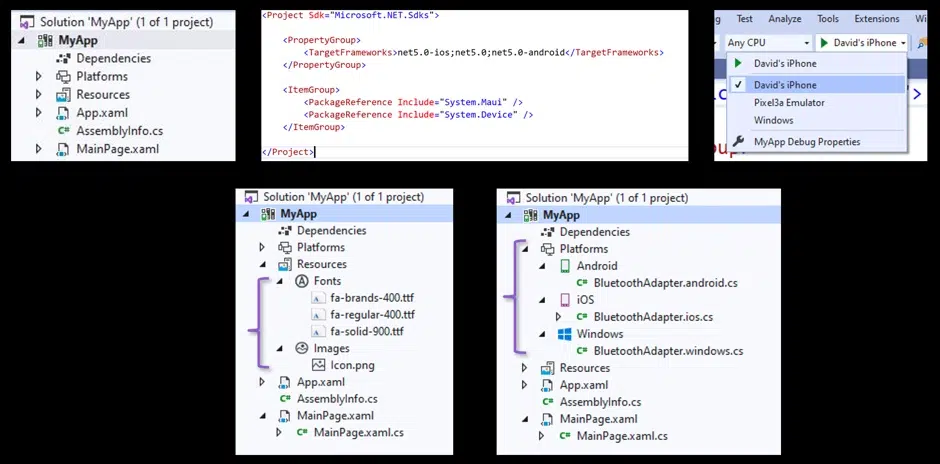 Solution 'MyApp' (1 of 1 project)
MyApp
Dependencies
Platforms
Resources
App.xaml
C# AssemblyInfo.cs
MainPage.xaml
<Project Sdk="Microsoft.NET.Sdks">
<PropertyGroup>
<TargetFrameworks>net5.0-ios;net5.0;net5.0-android</TargetFrameworks>
</PropertyGroup>
<ItemGroup>
<PackageReference Include="System.Maui" />
<PackageReference Include="System.Device" />
</ItemGroup>
</Project>
Test Analyze Tools Extensions
Any CPU David's iPhone
David's iPhone
David's iPhone
Pixel3a Emulator
Windows
MyApp Debug Properties
Solution 'MyApp' (1 of 1 project)
MyApp
Dependencies
Platforms
Resources
Fonts
fa-brands-400.ttf
fa-regular-400.ttf
fa-solid-900.ttf
Images
Icon.png
App.xaml
C# AssemblyInfo.cs
MainPage.xaml
C# MainPage.xaml.cs
Solution 'MyApp' (1 of 1 project)
MyApp
Dependencies
Platforms
Android
C# BluetoothAdapter.android.cs
iOS
C# BluetoothAdapter.ios.cs
Windows
C# BluetoothAdapter.windows.cs
Resources
App.xaml
C# AssemblyInfo.cs
MainPage.xaml
C# MainPage.xaml.cs